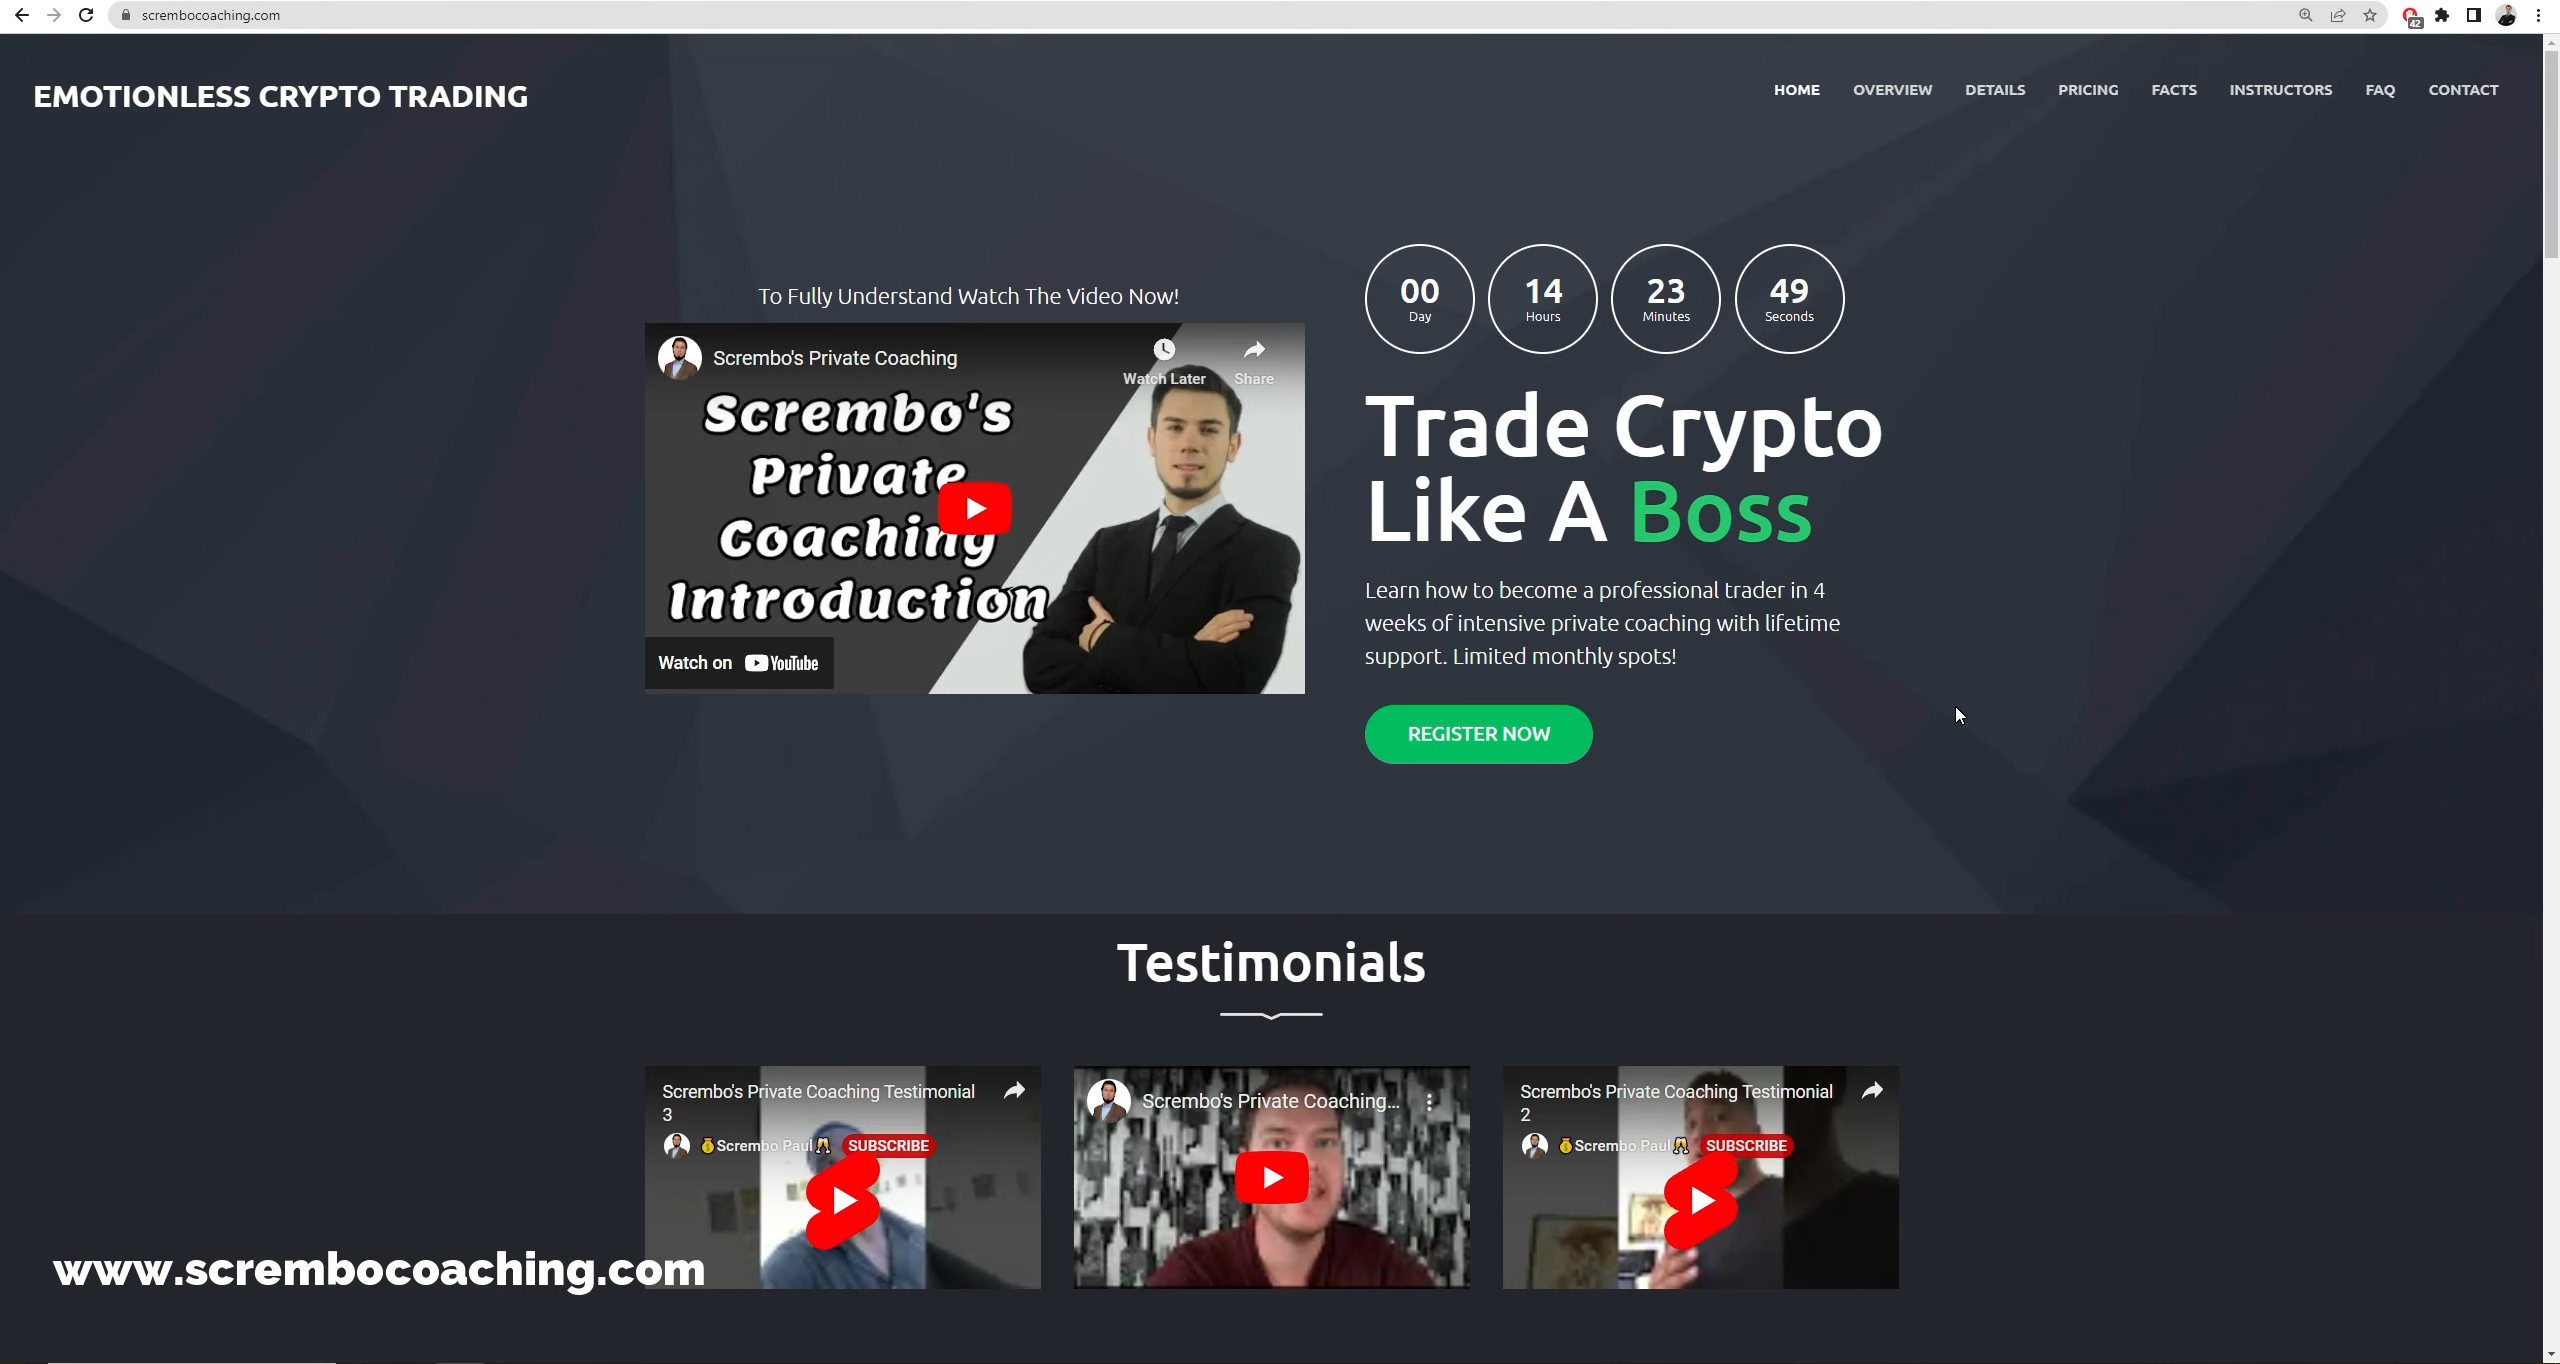 scrembocoaching.com
42
EMOTIONLESS CRYPTO TRADING
HOME OVERVIEW DETAILS PRICING FACTS INSTRUCTORS FAQ CONTACT
To Fully Understand Watch The Video Now!
Scrembo's Private Coaching
Watch Later Share
Scrembo's
Private
Coaching
Introduction
Watch on YouTube
00 14 23 49
Day Hours Minutes Seconds
Trade Crypto
Like A Boss
Learn how to become a professional trader in 4
weeks of intensive private coaching with lifetime
support. Limited monthly spots!
REGISTER NOW
Testimonials
Scrembo's Private Coaching Testimonial
3
💰Scrembo Paul🥂 SUBSCRIBE
Scrembo's Private Coaching...
Scrembo's Private Coaching Testimonial
2
💰Scrembo Paul🥂 SUBSCRIBE
www.scrembocoaching.com